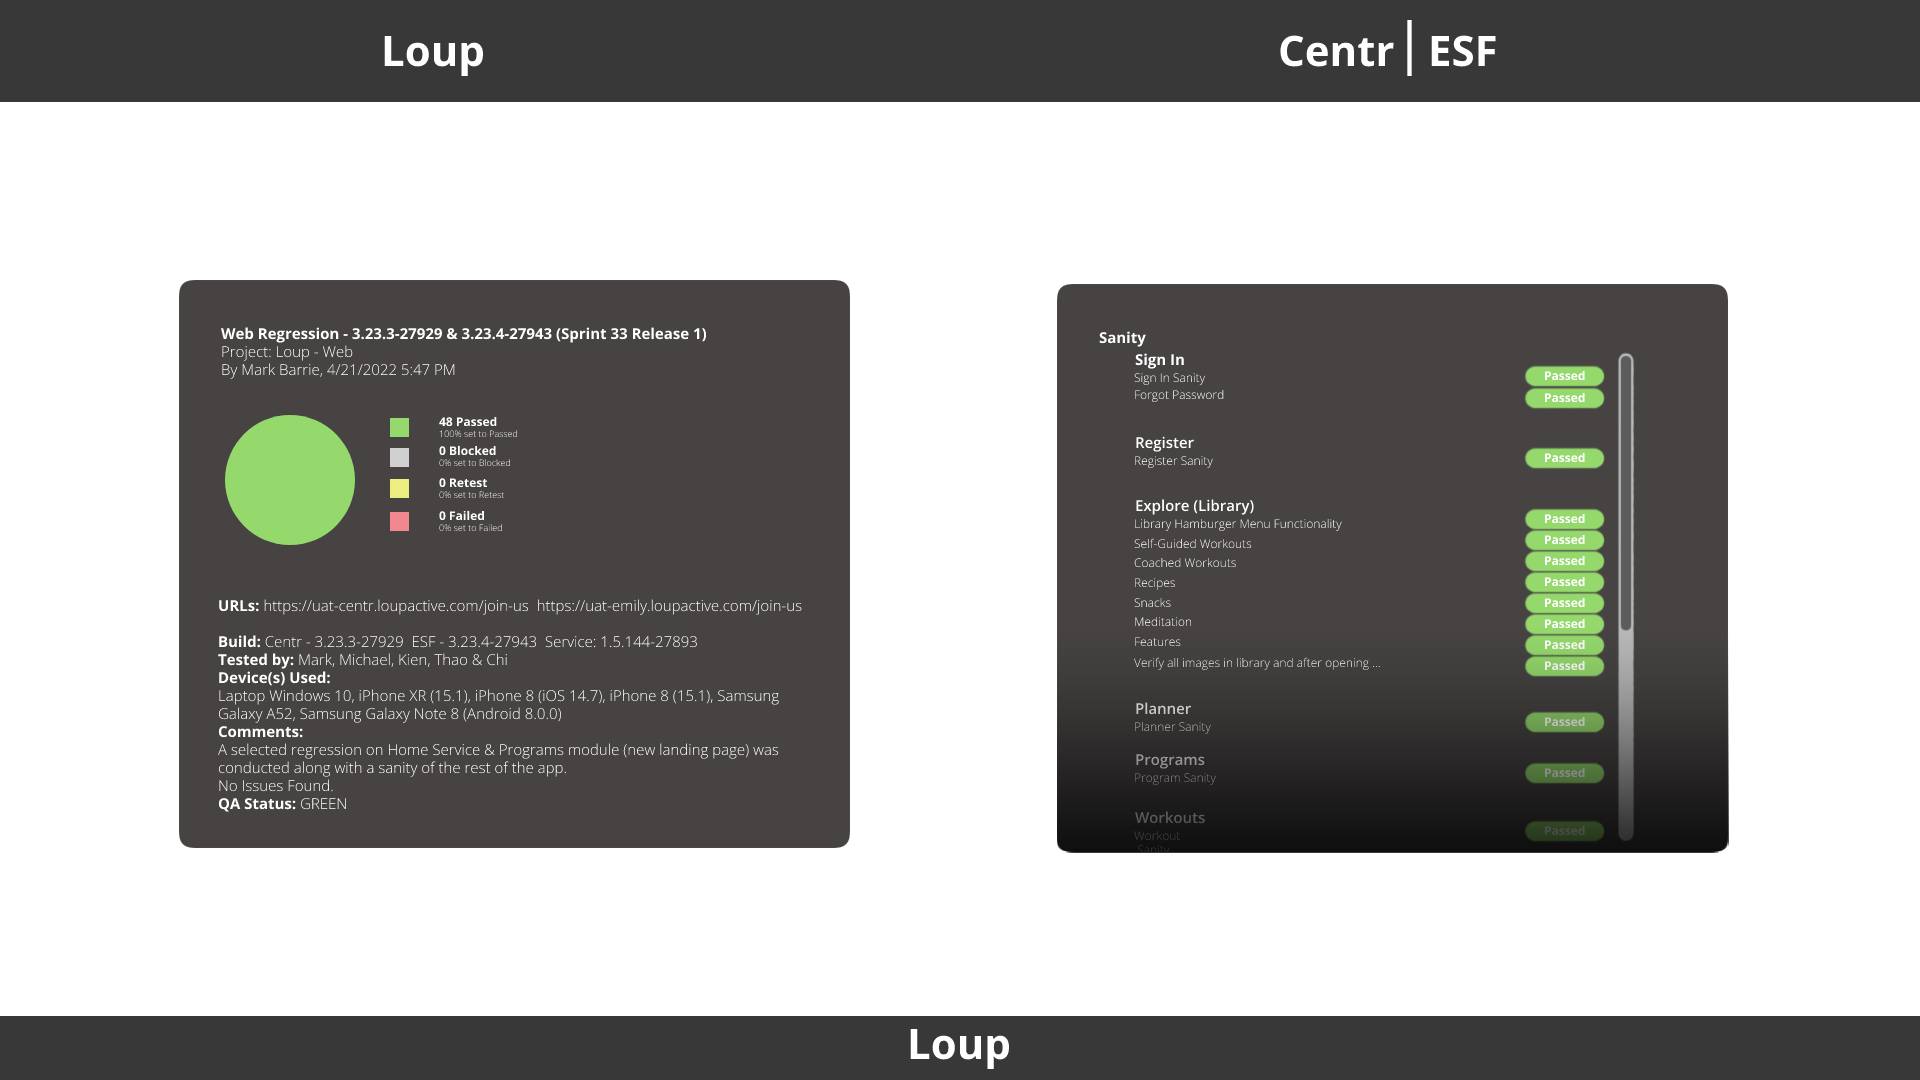 Loup
Centr | ESF
Web Regression - 3.23.3-27929 & 3.23.4-27943 (Sprint 33 Release 1)
Project: Loup - Web
By Mark Barrie, 4/21/2022 5:47 PM
48 Passed
100% set to Passed
0 Blocked
0% set to Blocked
0 Retest
0% set to Retest
0 Failed
0% set to Failed
URLs: https://uat-centr.loupactive.com/join-us  https://uat-emily.loupactive.com/join-us
Build: Centr - 3.23.3-27929  ESF - 3.23.4-27943  Service: 1.5.144-27893
Tested by: Mark, Michael, Kien, Thao & Chi
Device(s) Used:
Laptop Windows 10, iPhone XR (15.1), iPhone 8 (iOS 14.7), iPhone 8 (15.1), Samsung
Galaxy A52, Samsung Galaxy Note 8 (Android 8.0.0)
Comments:
A selected regression on Home Service & Programs module (new landing page) was
conducted along with a sanity of the rest of the app.
No Issues Found.
QA Status: GREEN
Sanity
Sign In
Sign In Sanity Passed
Forgot Password Passed
Register
Register Sanity Passed
Explore (Library)
Library Hamburger Menu Functionality Passed
Self-Guided Workouts Passed
Coached Workouts Passed
Recipes Passed
Snacks Passed
Meditation Passed
Features Passed
Verify all images in library and after opening ... Passed
Planner
Planner Sanity Passed
Programs
Program Sanity Passed
Workouts
Workout Passed
Sanity
Loup